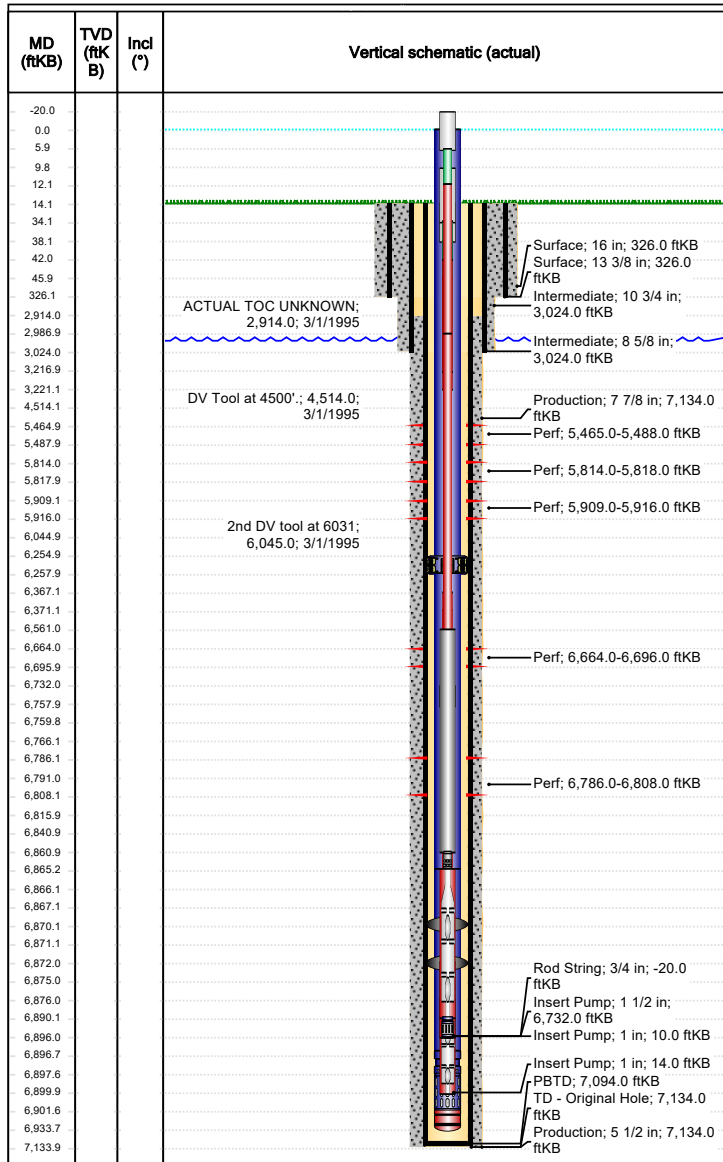 MD
(ftKB)
TVD
(ftK
B)
Incl
(°)
Vertical schematic (actual)
-20.0
0.0
5.9
9.8
12.1
14.1
34.1
38.1
42.0
45.9
326.1
2,914.0
2,986.9
3,024.0
3,216.9
3,221.1
4,514.1
5,464.9
5,487.9
5,814.0
5,817.9
5,909.1
5,916.0
6,044.9
6,254.9
6,257.9
6,367.1
6,371.1
6,561.0
6,664.0
6,695.9
6,732.0
6,757.9
6,759.8
6,766.1
6,786.1
6,791.0
6,808.1
6,815.9
6,840.9
6,860.9
6,865.2
6,866.1
6,867.1
6,870.1
6,871.1
6,872.0
6,875.0
6,876.0
6,890.1
6,896.0
6,896.7
6,897.6
6,899.9
6,901.6
6,933.7
7,133.9
ACTUAL TOC UNKNOWN;
2,914.0; 3/1/1995
DV Tool at 4500'.; 4,514.0;
3/1/1995
2nd DV tool at 6031;
6,045.0; 3/1/1995
Surface; 16 in; 326.0 ftKB
Surface; 13 3/8 in; 326.0
ftKB
Intermediate; 10 3/4 in;
3,024.0 ftKB
Intermediate; 8 5/8 in;
3,024.0 ftKB
Production; 7 7/8 in; 7,134.0
ftKB
Perf; 5,465.0-5,488.0 ftKB
Perf; 5,814.0-5,818.0 ftKB
Perf; 5,909.0-5,916.0 ftKB
Perf; 6,664.0-6,696.0 ftKB
Perf; 6,786.0-6,808.0 ftKB
Rod String; 3/4 in; -20.0
ftKB
Insert Pump; 1 1/2 in;
6,732.0 ftKB
Insert Pump; 1 in; 10.0 ftKB
Insert Pump; 1 in; 14.0 ftKB
PBTD; 7,094.0 ftKB
TD - Original Hole; 7,134.0
ftKB
Production; 5 1/2 in; 7,134.0
ftKB